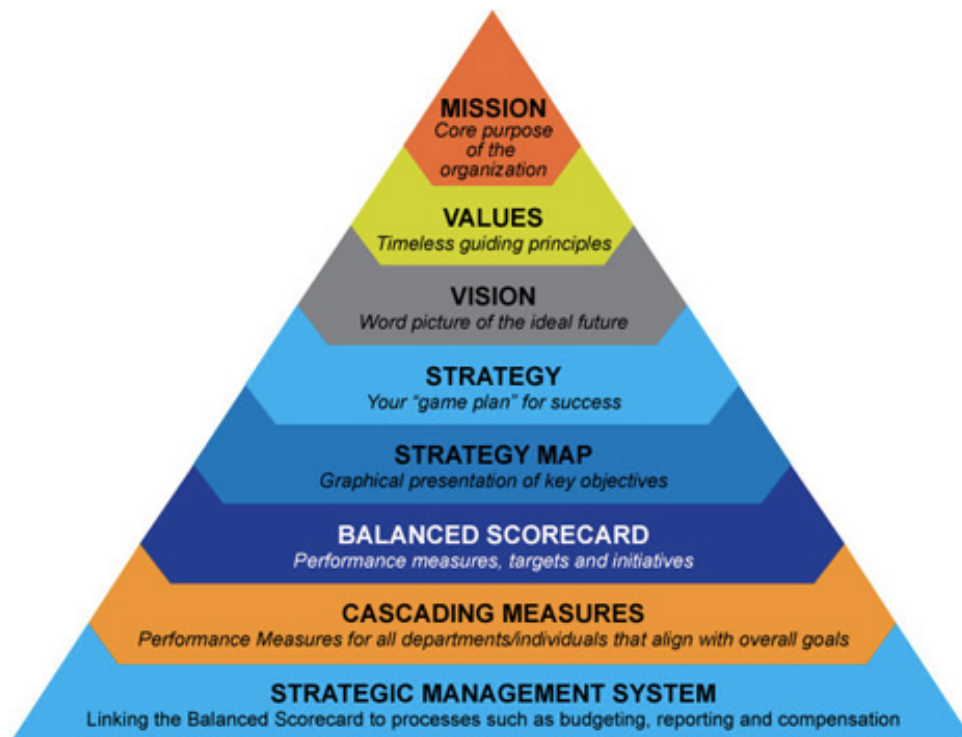 MISSION
Core purpose
of the
organization
VALUES
Timeless guiding principles
VISION
Word picture of the ideal future
STRATEGY
Your “game plan” for success
STRATEGY MAP
Graphical presentation of key objectives
BALANCED SCORECARD
Performance measures, targets and initiatives
CASCADING MEASURES
Performance Measures for all departments/individuals that align with overall goals
STRATEGIC MANAGEMENT SYSTEM
Linking the Balanced Scorecard to processes such as budgeting, reporting and compensation